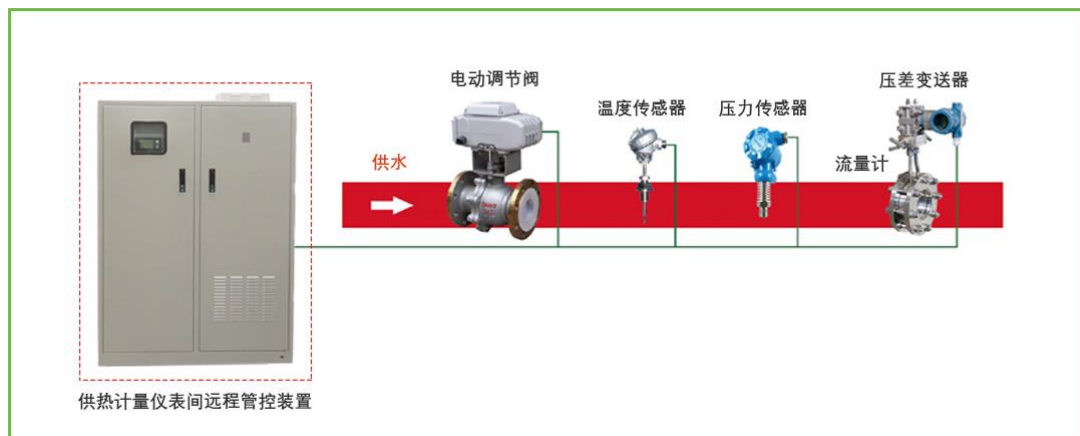 电动调节阀
温度传感器
压力传感器
压差变送器
供水
流量计
供热计量仪表间远程管控装置